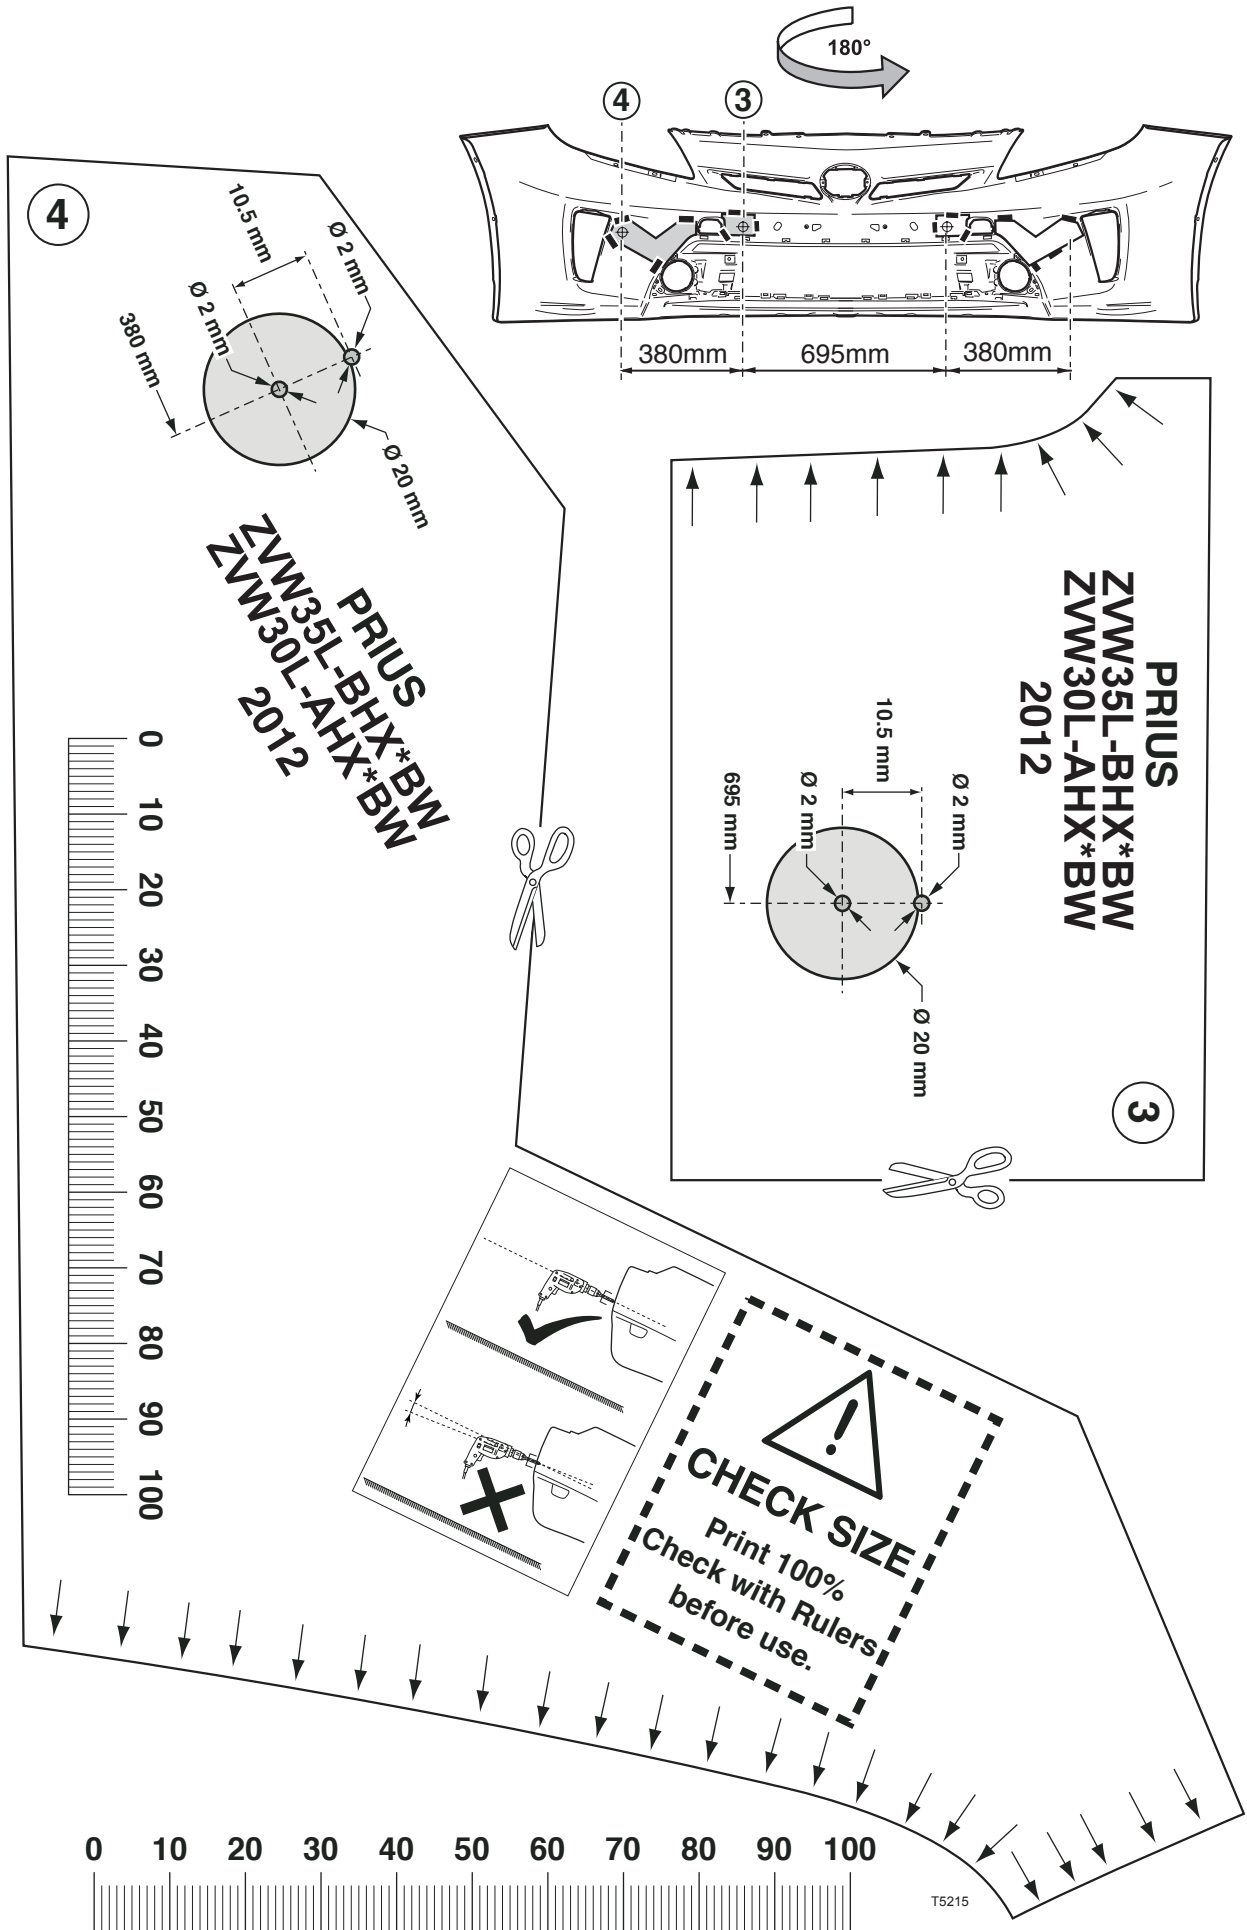 180°
4
3
380mm
695mm
380mm
4
10.5 mm
Ø 2 mm
Ø 2 mm
380 mm
Ø 20 mm
PRIUS
ZVW35L-BHX*BW
ZVW30L-AHX*BW
2012
0
10
20
30
40
50
60
70
80
90
100
PRIUS
ZVW35L-BHX*BW
ZVW30L-AHX*BW
2012
10.5 mm
695 mm
Ø 2 mm
Ø 2 mm
Ø 20 mm
3
CHECK SIZE
Print 100%
Check with Rulers
before use.
0 10 20 30 40 50 60 70 80 90 100
T5215